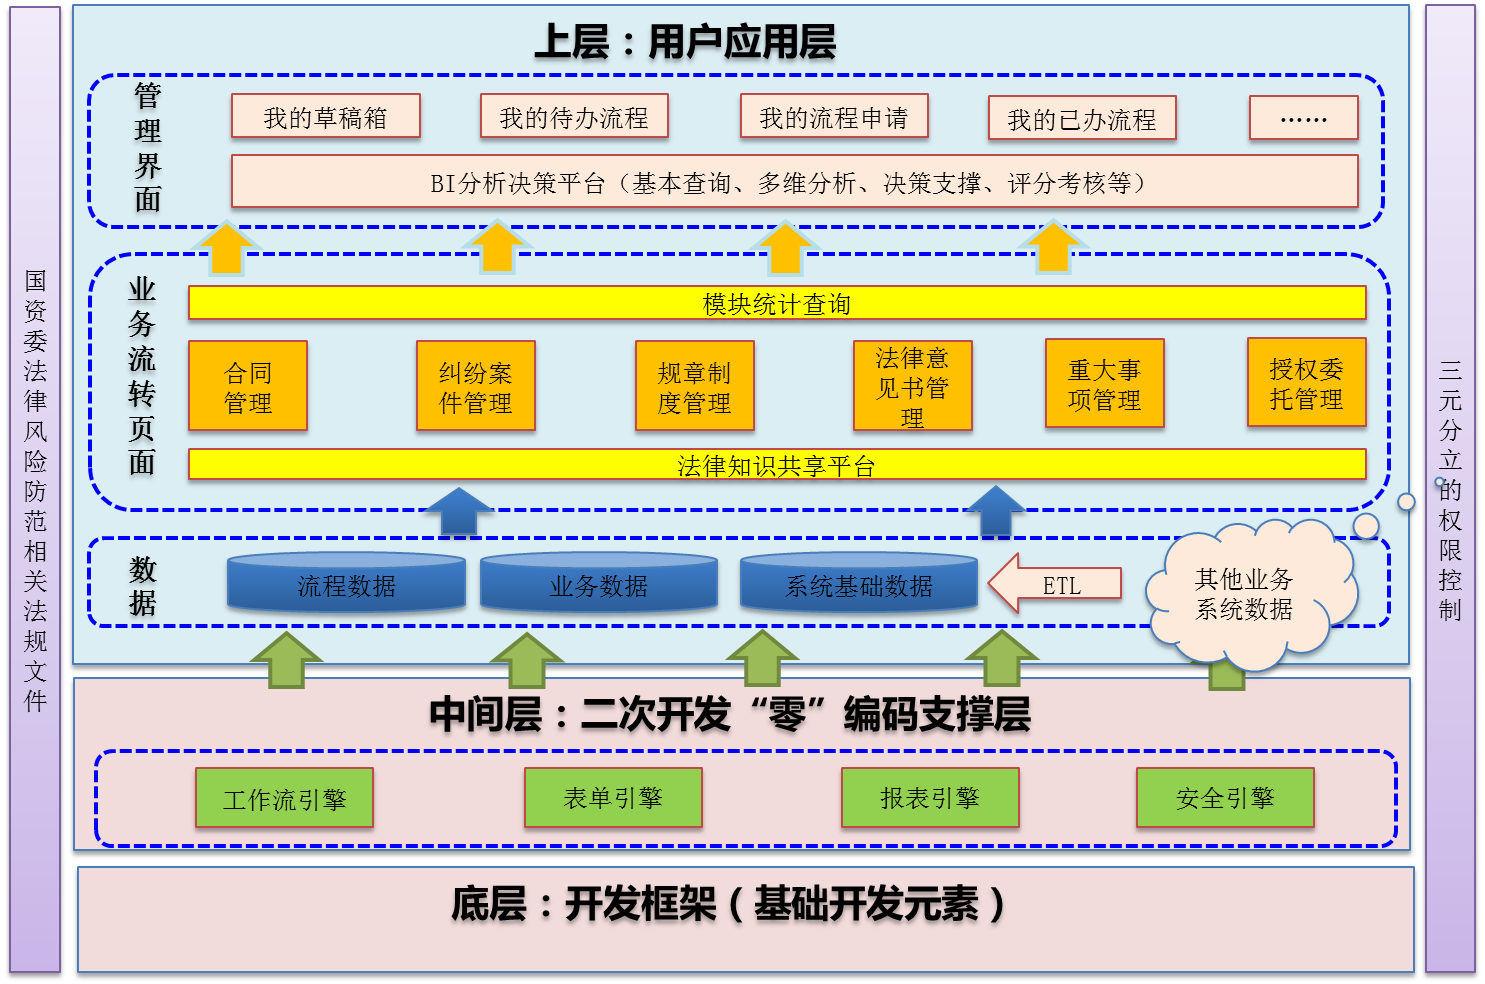 上层：用户应用层
管理界面
我的草稿箱
我的待办流程
我的流程申请
我的已办流程
……
BI分析决策平台（基本查询、多维分析、决策支撑、评分考核等）
业务流转页面
模块统计查询
合同
管理
纠纷案
件管理
规章制
度管理
法律意
见书管
理
重大事
项管理
授权委
托管理
法律知识共享平台
数据
流程数据
业务数据
系统基础数据
ETL
其他业务
系统数据
中间层：二次开发“零”编码支撑层
工作流引擎
表单引擎
报表引擎
安全引擎
底层：开发框架（基础开发元素）
国资委法律风险防范相关法规文件
三元分立的权限控制